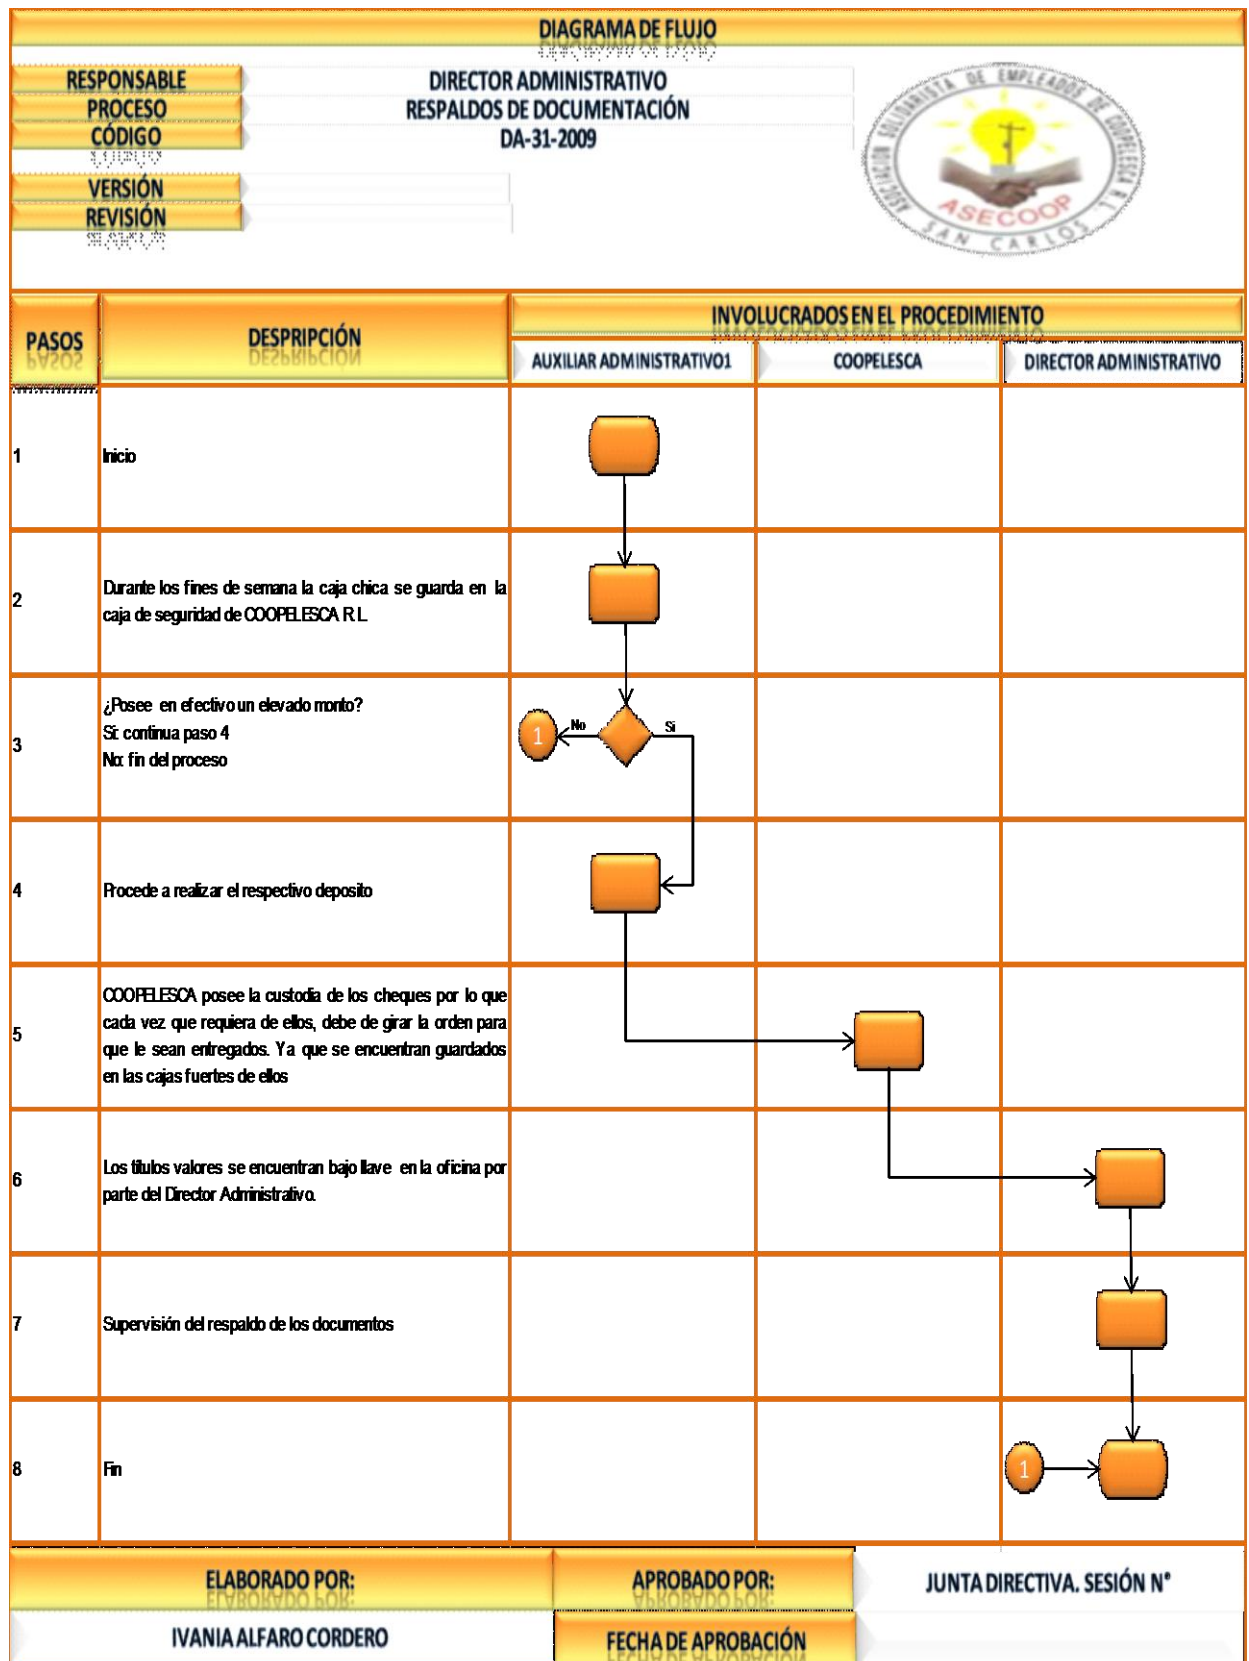 DIAGRAMA DE FLUJO
RESPONSABLE
DIRECTOR ADMINISTRATIVO
PROCESO
RESPALDOS DE DOCUMENTACIÓN
CÓDIGO
DA-31-2009
VERSIÓN
REVISIÓN
ASOCIACION SOLIDARISTA DE EMPLEADOS DE COOPELESCA R.L.
ASECOOP
SAN CARLOS
PASOS
DESPRIPCIÓN
INVOLUCRADOS EN EL PROCEDIMIENTO
AUXILIAR ADMINISTRATIVO1
COOPELESCA
DIRECTOR ADMINISTRATIVO
1
Inicio
2
Durante los fines de semana la caja chica se guarda en la
caja de seguridad de COOPELESCA R.L
3
¿Posee en efectivo un elevado monto?
Sí: continua paso 4
No: fin del proceso
1
No
Si
4
Procede a realizar el respectivo deposito
5
COOPELESCA posee la custodia de los cheques por lo que
cada vez que requiera de ellos, debe de girar la orden para
que le sean entregados. Ya que se encuentran guardados
en las cajas fuertes de ellos
6
Los títulos valores se encuentran bajo llave en la oficina por
parte del Director Administrativo.
7
Supervisión del respaldo de los documentos
8
Fin
1
ELABORADO POR:
APROBADO POR:
JUNTA DIRECTIVA. SESIÓN N°
IVANIA ALFARO CORDERO
FECHA DE APROBACIÓN